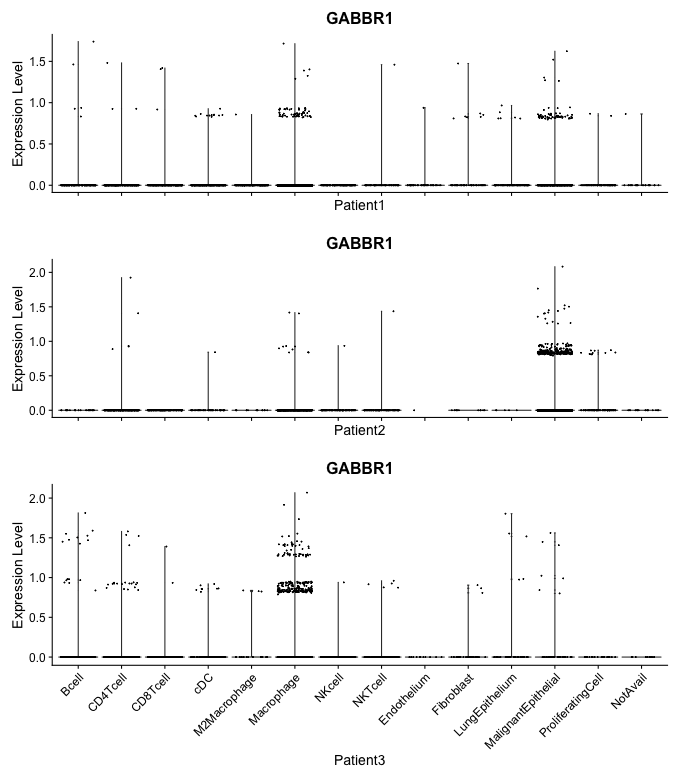 GABBR1
Expression Level
1.5
1.0
0.5
0.0
Patient1
GABBR1
Expression Level
2.0
1.5
1.0
0.5
0.0
Patient2
GABBR1
Expression Level
2.0
1.5
1.0
0.5
0.0
Bcell
CD4Tcell
CD8Tcell
cDC
M2Macrophage
Macrophage
NKcell
NKTcell
Endothelium
Fibroblast
LungEpithelium
MalignantEpithelial
ProliferatingCell
NotAvail
Patient3